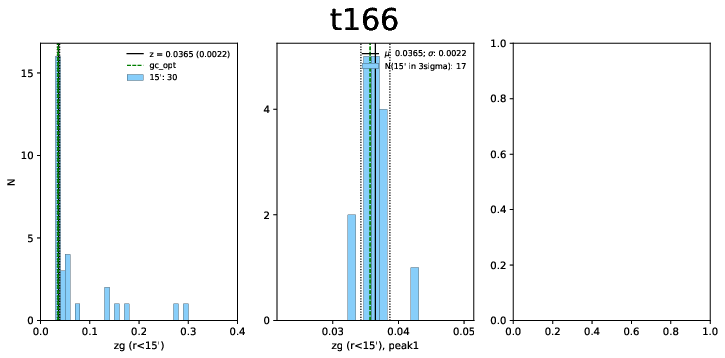 t166
z = 0.0365 (0.0022)
gc_opt
15': 30
N
15
10
5
0
0.0 0.1 0.2 0.3 0.4
zg (r<15')
μ: 0.0365; σ: 0.0022
N(15' in 3sigma): 17
4
2
0
0.03 0.04 0.05
zg (r<15'), peak1
1.0
0.8
0.6
0.4
0.2
0.0
0.0 0.2 0.4 0.6 0.8 1.0